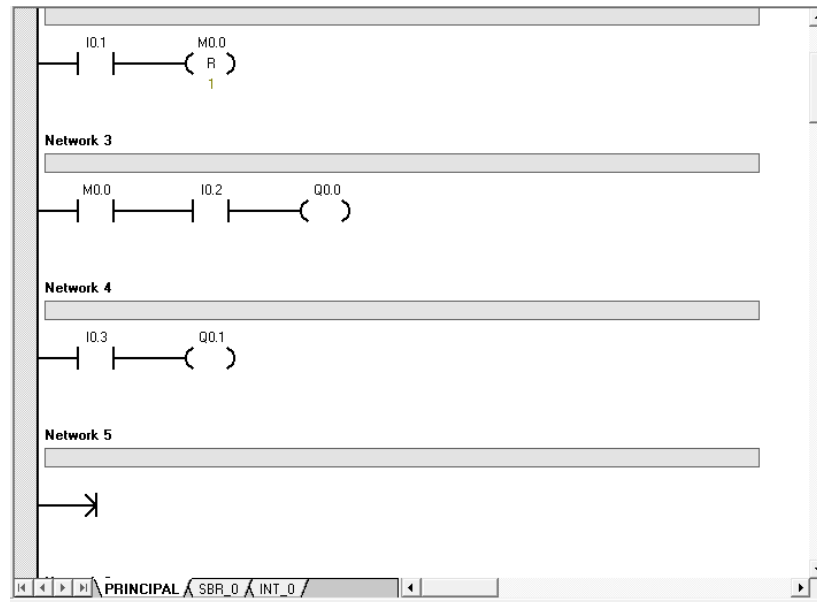 I0.1 M0.0
R
1
Network 3
M0.0 I0.2 Q0.0
Network 4
I0.3 Q0.1
Network 5
PRINCIPAL SBR_0 INT_0